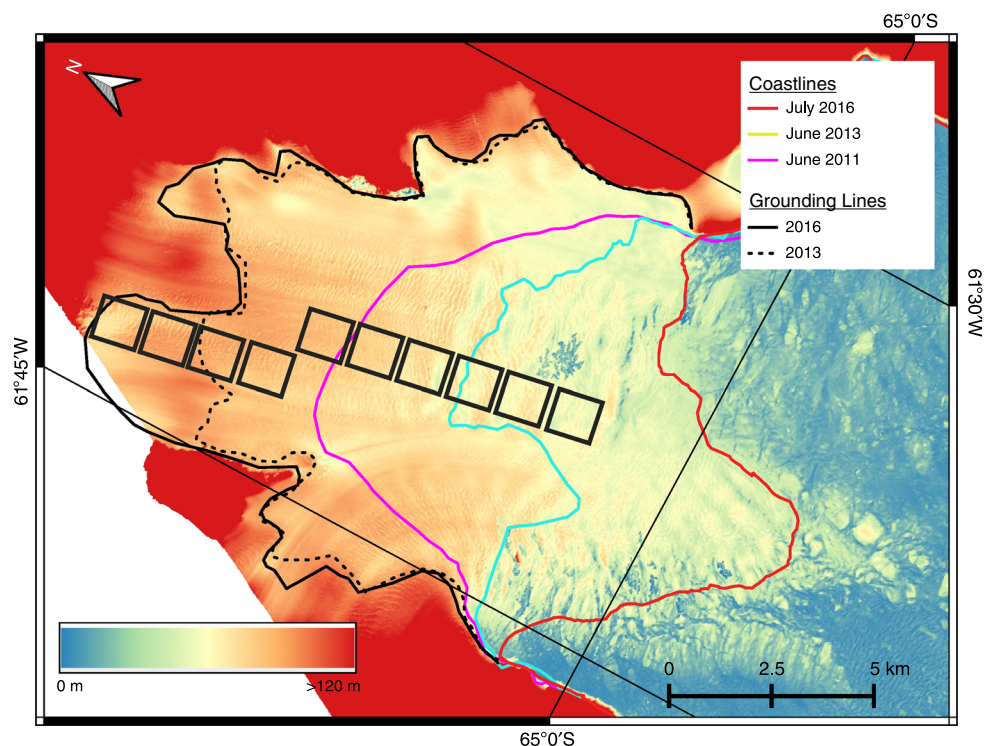 65°0′S
N
Coastlines
July 2016
June 2013
June 2011
Grounding Lines
2016
2013
61°30′W
61°45′W
0 2.5 5 km
0 m >120 m
65°0′S